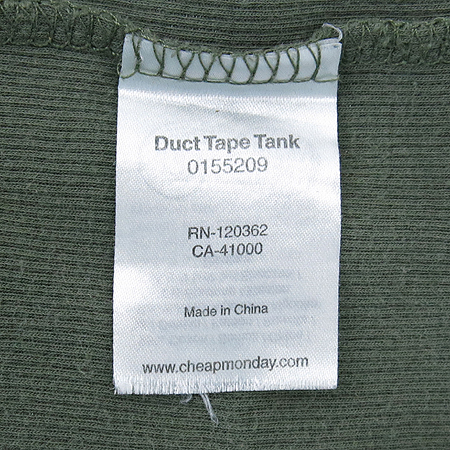 Duct Tape Tank
0155209
RN-120362
CA-41000
Made in China
www.cheapmonday.com